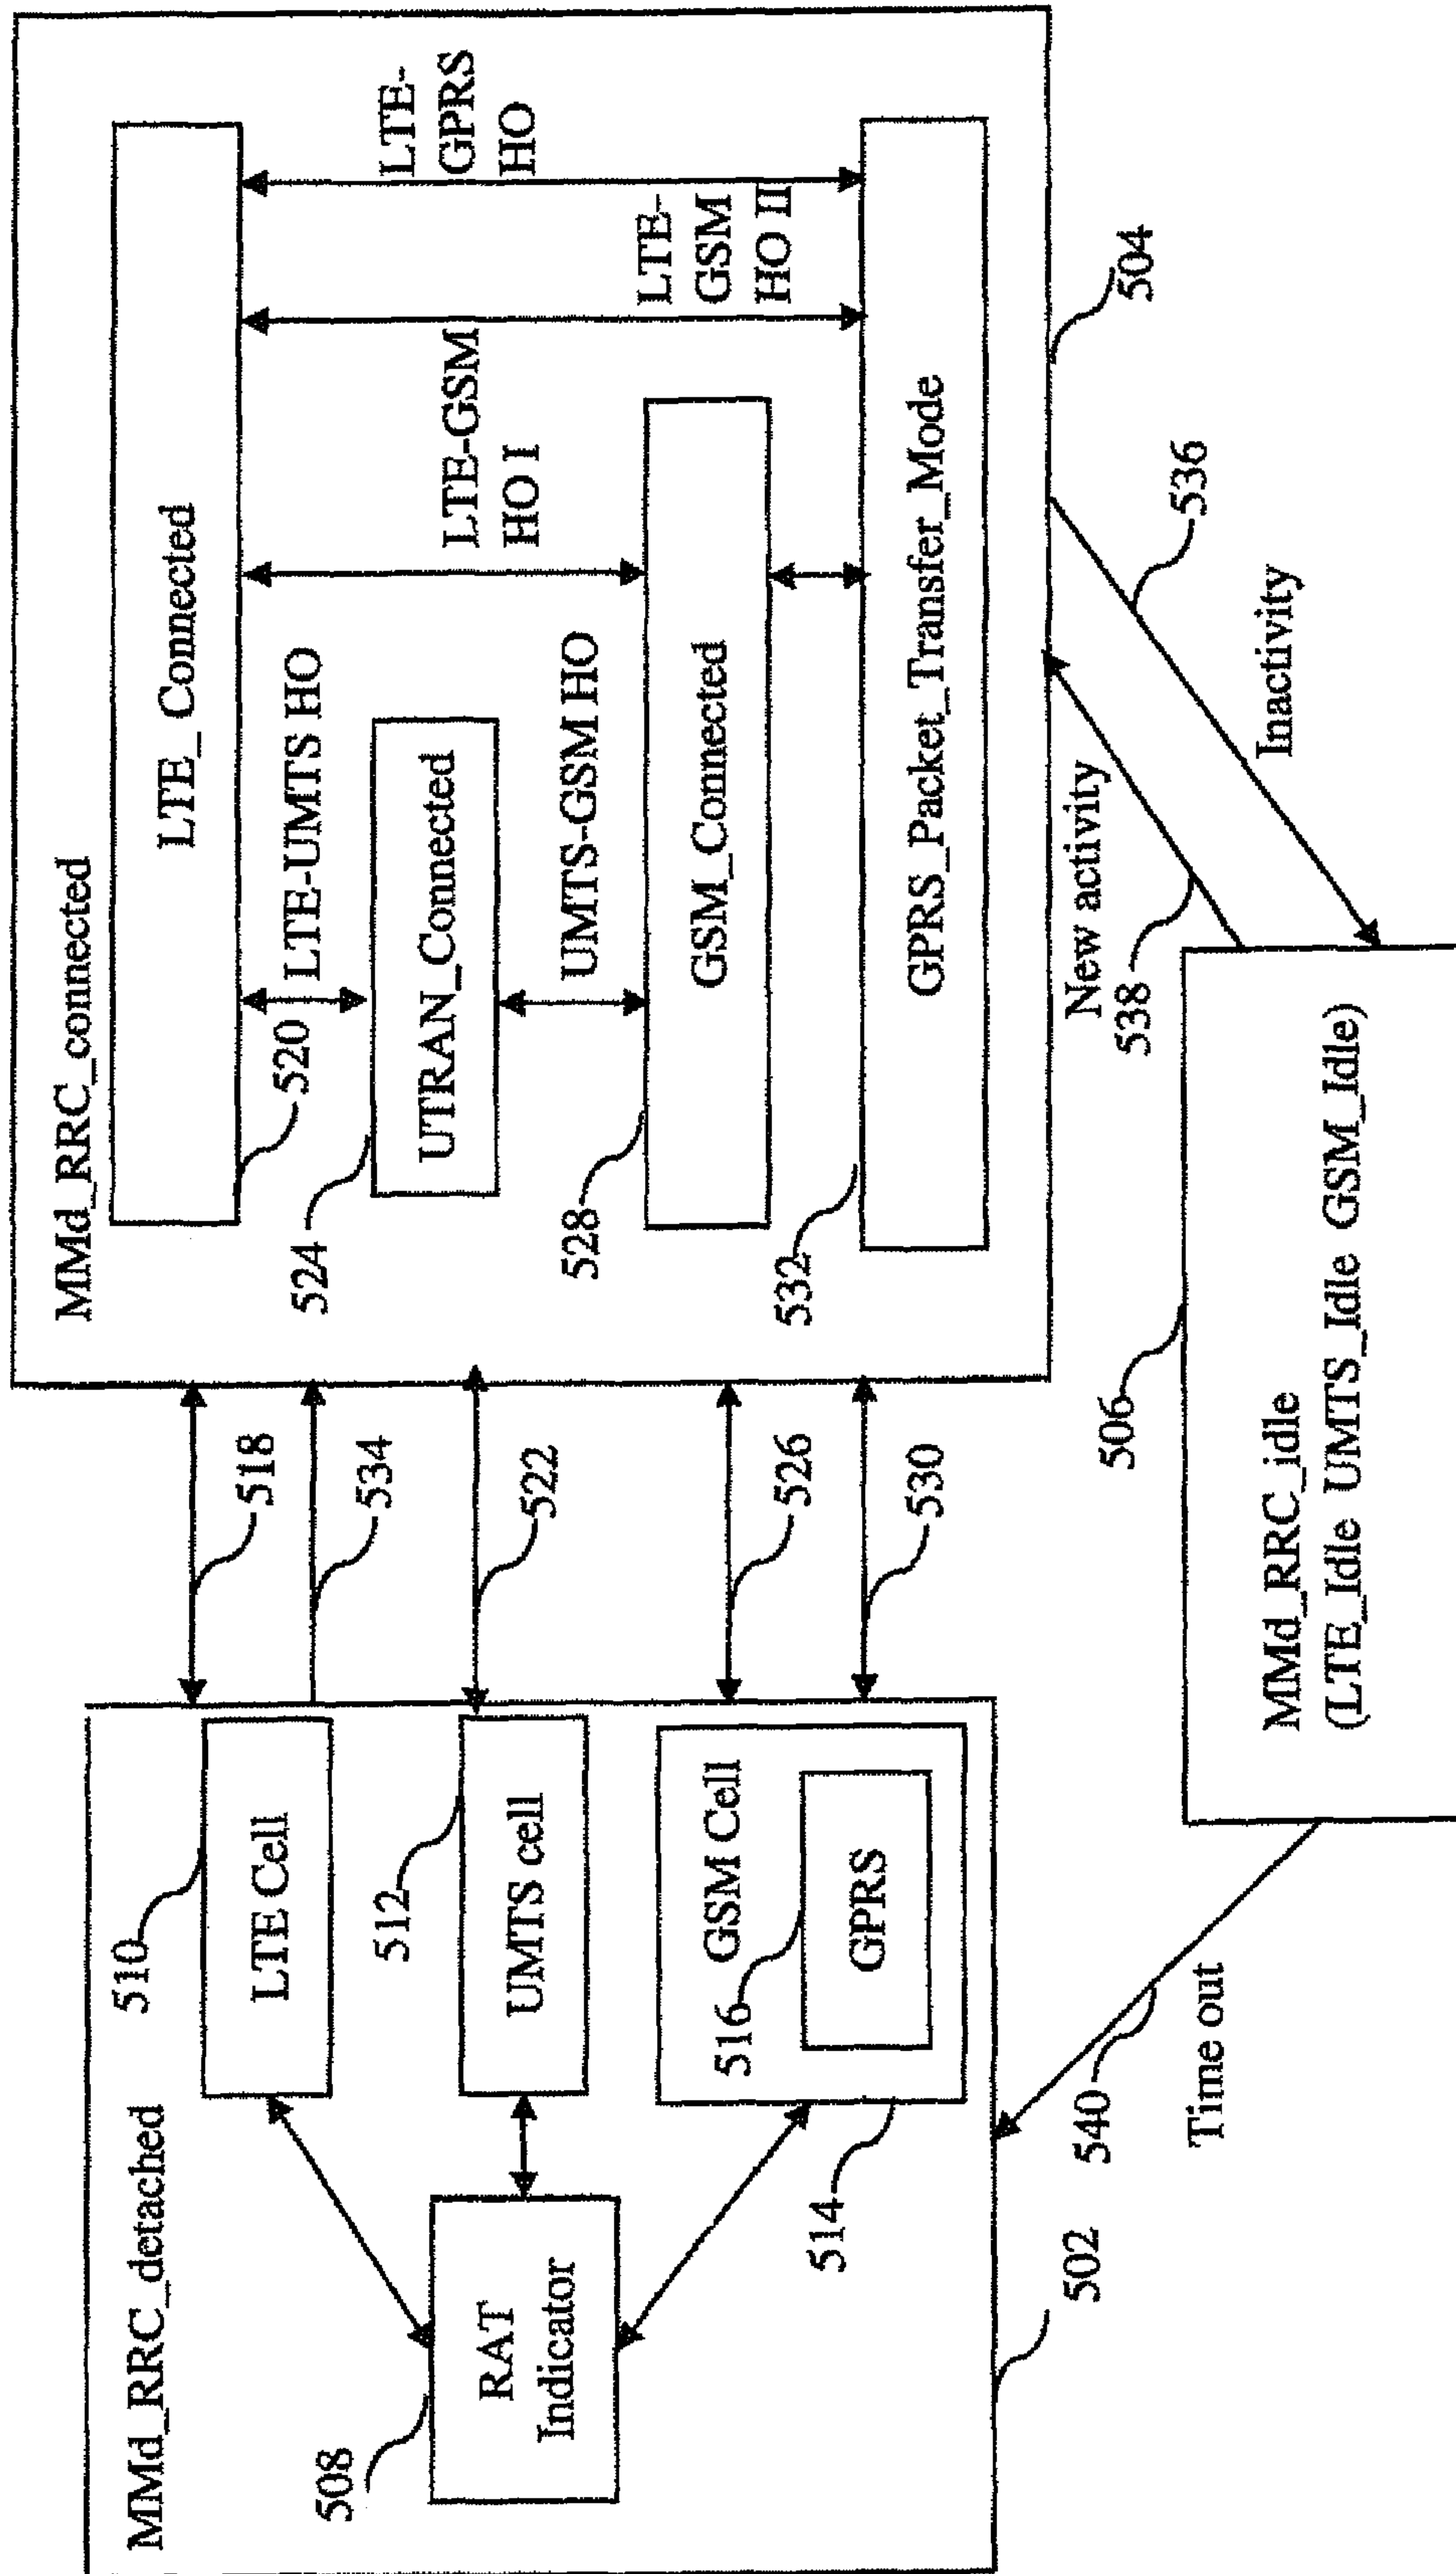 MMd_RRC_detached
508
RAT
Indicator
510
LTE Cell
512
UMTS cell
GSM Cell
516
GPRS
514
502
518
534
522
526
530
MMd_RRC_connected
LTE_Connected
520
LTE-UMTS HO
524
UTRAN_Connected
UMTS-GSM HO
528
GSM_Connected
LTE-GSM
HO I
LTE-
GSM
HO II
LTE-
GPRS
HO
532
GPRS_Packet_Transfer_Mode
504
540
Time out
506
MMd_RRC_idle
(LTE_Idle UMTS_Idle GSM_Idle)
New activity
538
536
Inactivity